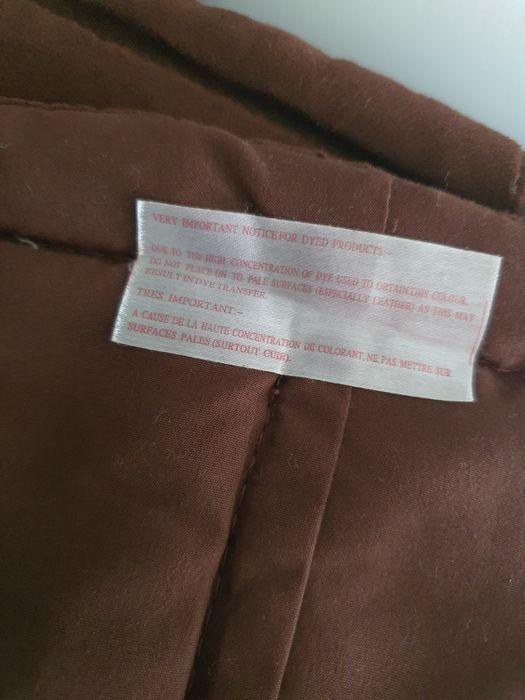 VERY IMPORTANT NOTICE FOR DYED PRODUCTS:-
DUE TO THE HIGH CONCENTRATION OF DYE USED TO OBTAIN THIS COLOUR,
DO NOT PLACE ON TO PALE SURFACES (ESPECIALLY LEATHER) AS THIS MAY
RESULT IN DYE TRANSFER.
TRES IMPORTANT:-
A CAUSE DE LA HAUTE CONCENTRATION DE COLORANT, NE PAS METTRE SUR
SURFACES PALES (SURTOUT CUIR).